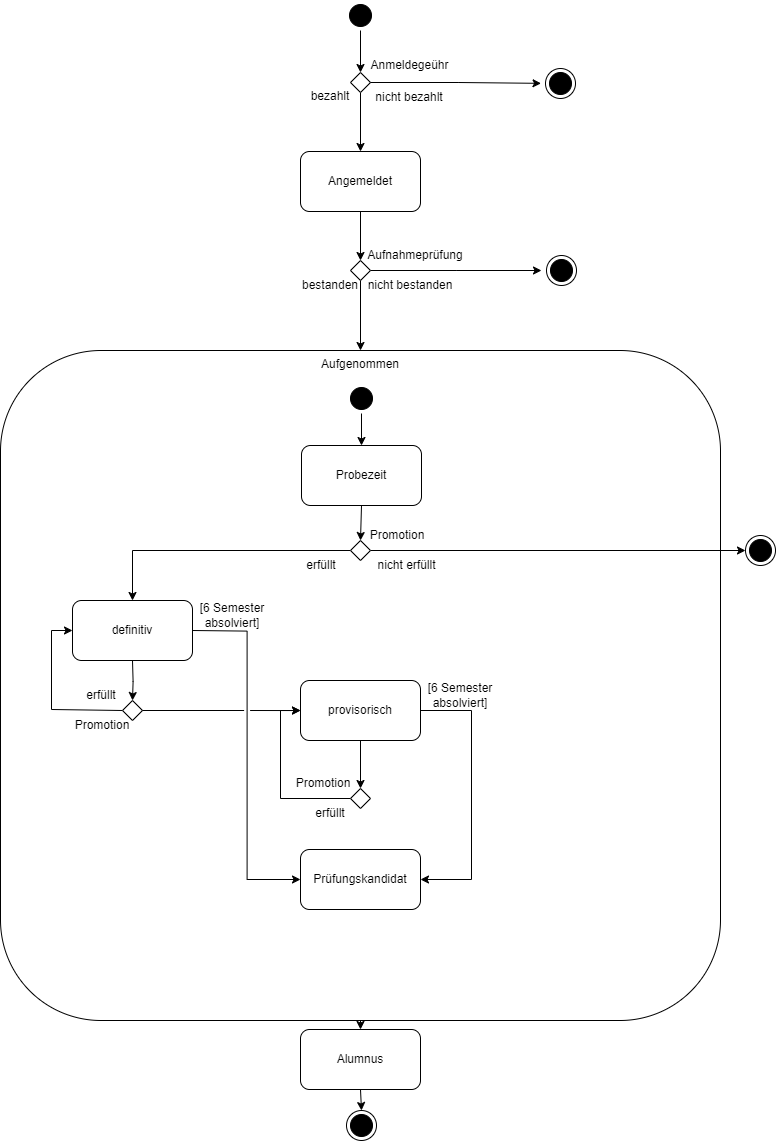 Anmeldegeühr
bezahlt
nicht bezahlt
Angemeldet
Aufnahmeprüfung
bestanden
nicht bestanden
Aufgenommen
Probezeit
Promotion
erfüllt
nicht erfüllt
[6 Semester
absolviert]
definitiv
erfüllt
Promotion
[6 Semester
absolviert]
provisorisch
Promotion
erfüllt
Prüfungskandidat
Alumnus